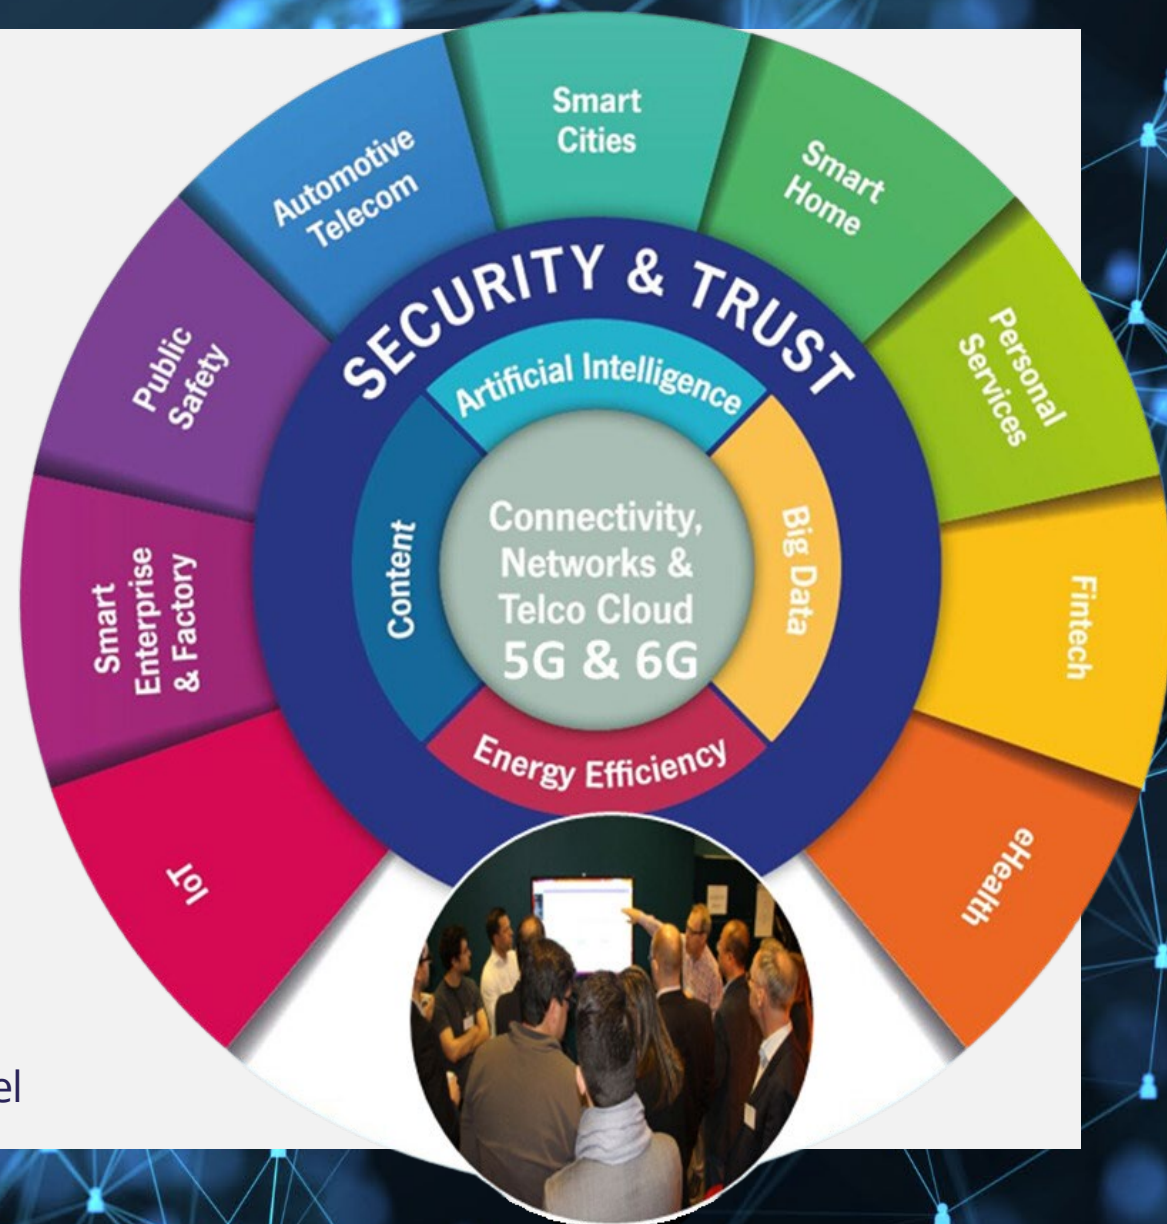 Smart
Cities
Automotive
Telecom
Smart
Home
Public
Safety
Personal
Services
SECURITY & TRUST
Artificial Intelligence
Content
Big Data
Connectivity,
Networks &
Telco Cloud
5G & 6G
Energy Efficiency
Smart
Enterprise
& Factory
Fintech
IoT
eHealth
el